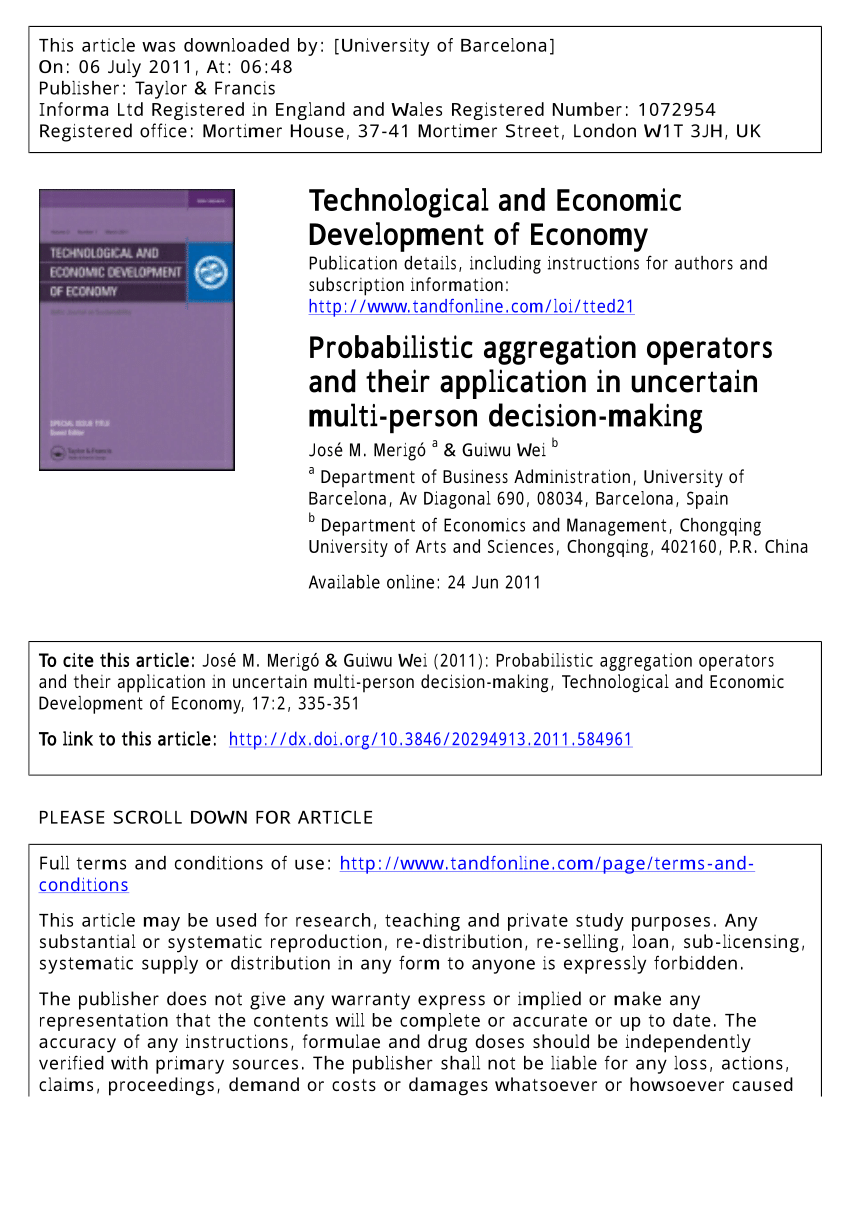 This article was downloaded by: [University of Barcelona]
On: 06 July 2011, At: 06:48
Publisher: Taylor & Francis
Informa Ltd Registered in England and Wales Registered Number: 1072954
Registered office: Mortimer House, 37-41 Mortimer Street, London W1T 3JH, UK
TECHNOLOGICAL AND
ECONOMIC DEVELOPMENT
OF ECONOMY
SPECIAL ISSUE TITLE
Guest Editor
Taylor & Francis
Technological and Economic
Development of Economy
Publication details, including instructions for authors and
subscription information:
http://www.tandfonline.com/loi/tted21
Probabilistic aggregation operators
and their application in uncertain
multi-person decision-making
José M. Merigó a & Guiwu Wei b
a Department of Business Administration, University of
Barcelona, Av Diagonal 690, 08034, Barcelona, Spain
b Department of Economics and Management, Chongqing
University of Arts and Sciences, Chongqing, 402160, P.R. China
Available online: 24 Jun 2011
To cite this article: José M. Merigó & Guiwu Wei (2011): Probabilistic aggregation operators
and their application in uncertain multi-person decision-making, Technological and Economic
Development of Economy, 17:2, 335-351
To link to this article: http://dx.doi.org/10.3846/20294913.2011.584961
PLEASE SCROLL DOWN FOR ARTICLE
Full terms and conditions of use: http://www.tandfonline.com/page/terms-and-
conditions
This article may be used for research, teaching and private study purposes. Any
substantial or systematic reproduction, re-distribution, re-selling, loan, sub-licensing,
systematic supply or distribution in any form to anyone is expressly forbidden.
The publisher does not give any warranty express or implied or make any
representation that the contents will be complete or accurate or up to date. The
accuracy of any instructions, formulae and drug doses should be independently
verified with primary sources. The publisher shall not be liable for any loss, actions,
claims, proceedings, demand or costs or damages whatsoever or howsoever caused